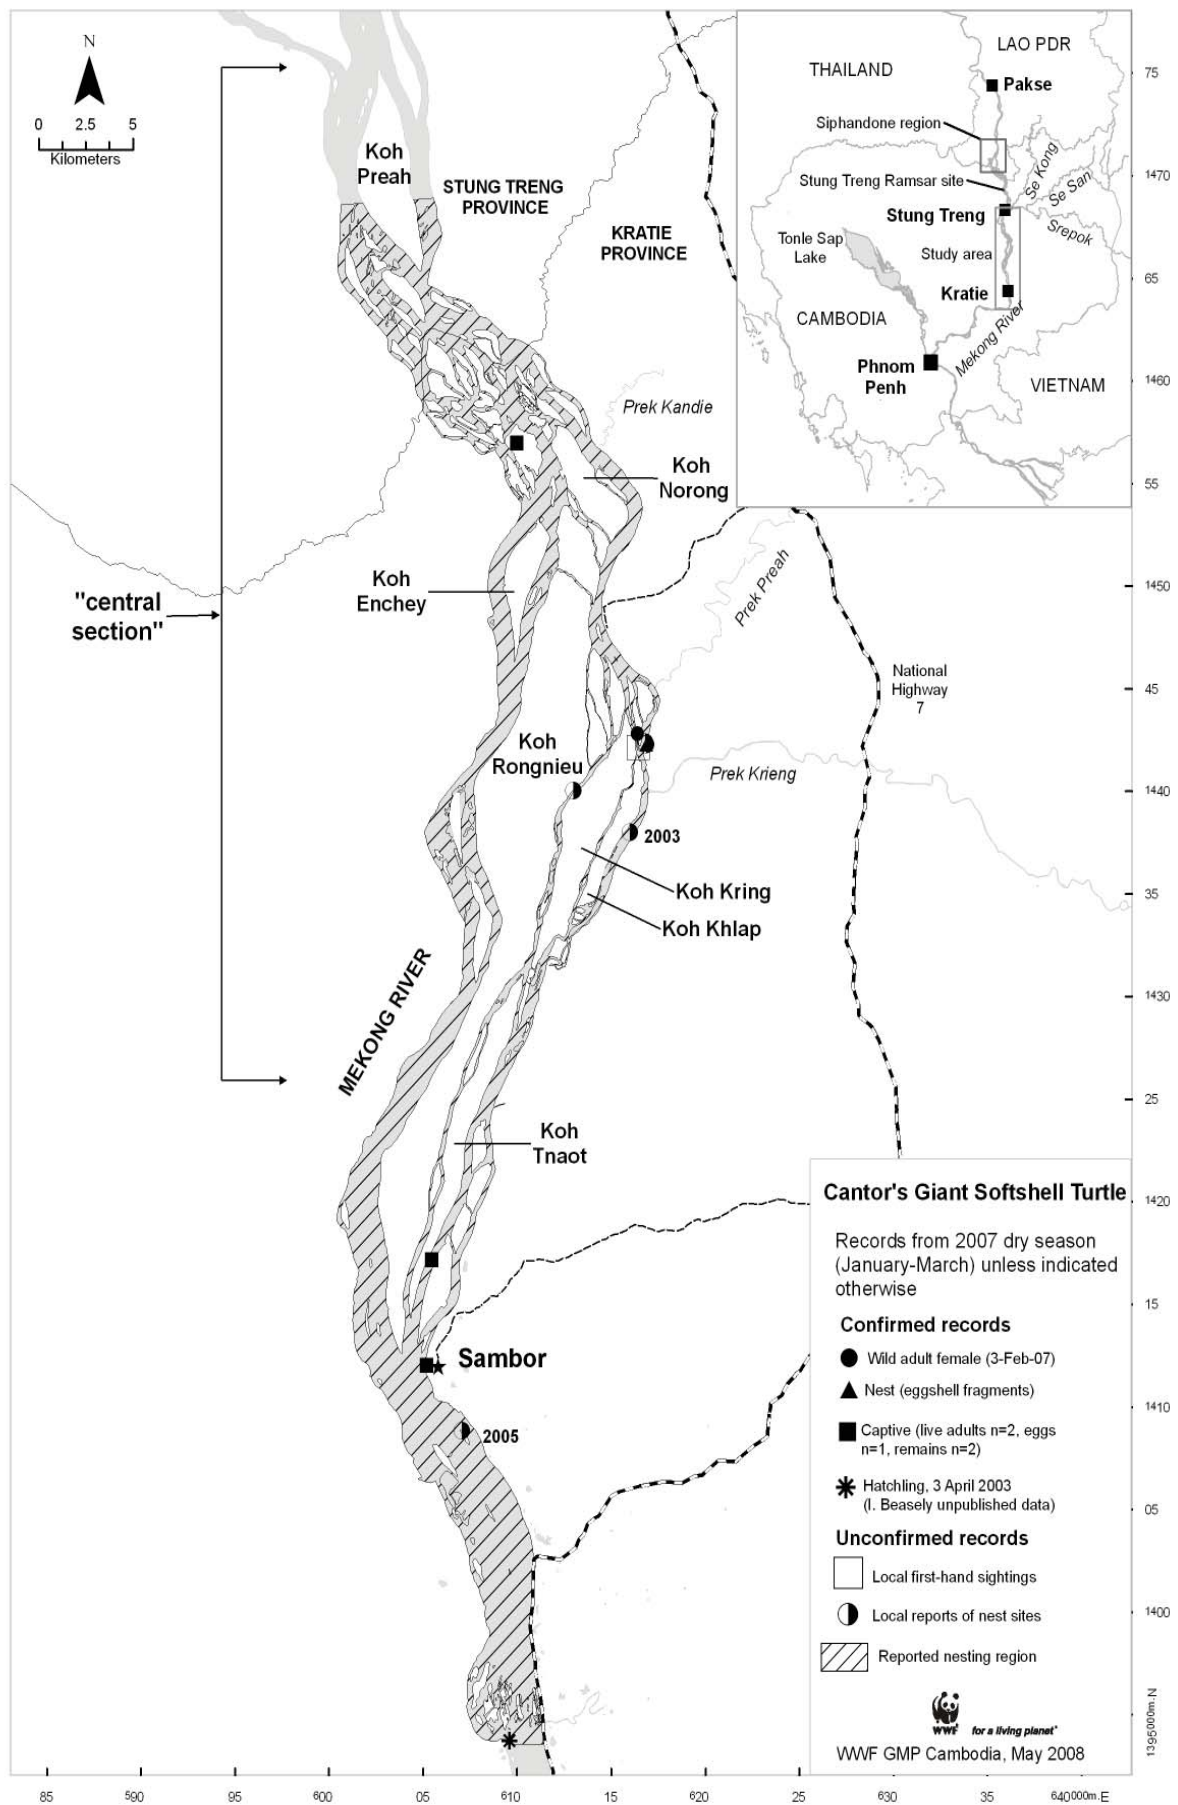 N
0 2.5 5
Kilometers
Koh
Preah
STUNG TRENG
PROVINCE
KRATIE
PROVINCE
THAILAND
LAO PDR
Pakse
Siphandone region
Se Kong
Stung Treng Ramsar site
Se San
Stung Treng
Srepok
Tonle Sap
Lake
Study area
Kratie
CAMBODIA
Mekong River
Phnom
Penh
VIETNAM
75
1470
65
1460
55
1450
45
1440
35
1430
25
1420
15
1410
05
1400
1395000m.N
Prek Kandie
Koh
Norong
Koh
Enchey
"central
section"
Prek Preah
National
Highway
7
Koh
Rongnieu
Prek Krieng
2003
Koh Kring
Koh Khlap
MEKONG RIVER
Koh
Tnaot
Sambor
2005
Cantor's Giant Softshell Turtle
Records from 2007 dry season
(January-March) unless indicated
otherwise
Confirmed records
Wild adult female (3-Feb-07)
Nest (eggshell fragments)
Captive (live adults n=2, eggs
n=1, remains n=2)
Hatchling, 3 April 2003
(I. Beasely unpublished data)
Unconfirmed records
Local first-hand sightings
Local reports of nest sites
Reported nesting region
WWF for a living planet®
WWF GMP Cambodia, May 2008
85 590 95 600 05 610 15 620 25 630 35 640000m.E